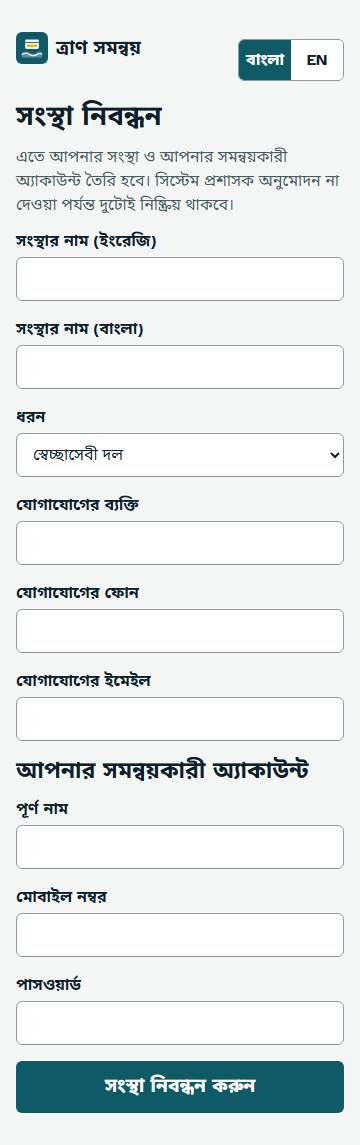 ত্রাণ সমন্বয়
বাংলা EN
সংস্থা নিবন্ধন
এতে আপনার সংস্থা ও আপনার সমন্বয়কারী
অ্যাকাউন্ট তৈরি হবে। সিস্টেম প্রশাসক অনুমোদন না
দেওয়া পর্যন্ত দুটোই নিষ্ক্রিয় থাকবে।
সংস্থার নাম (ইংরেজি)
সংস্থার নাম (বাংলা)
ধরন
স্বেচ্ছাসেবী দল
যোগাযোগের ব্যক্তি
যোগাযোগের ফোন
যোগাযোগের ইমেইল
আপনার সমন্বয়কারী অ্যাকাউন্ট
পূর্ণ নাম
মোবাইল নম্বর
পাসওয়ার্ড
সংস্থা নিবন্ধন করুন